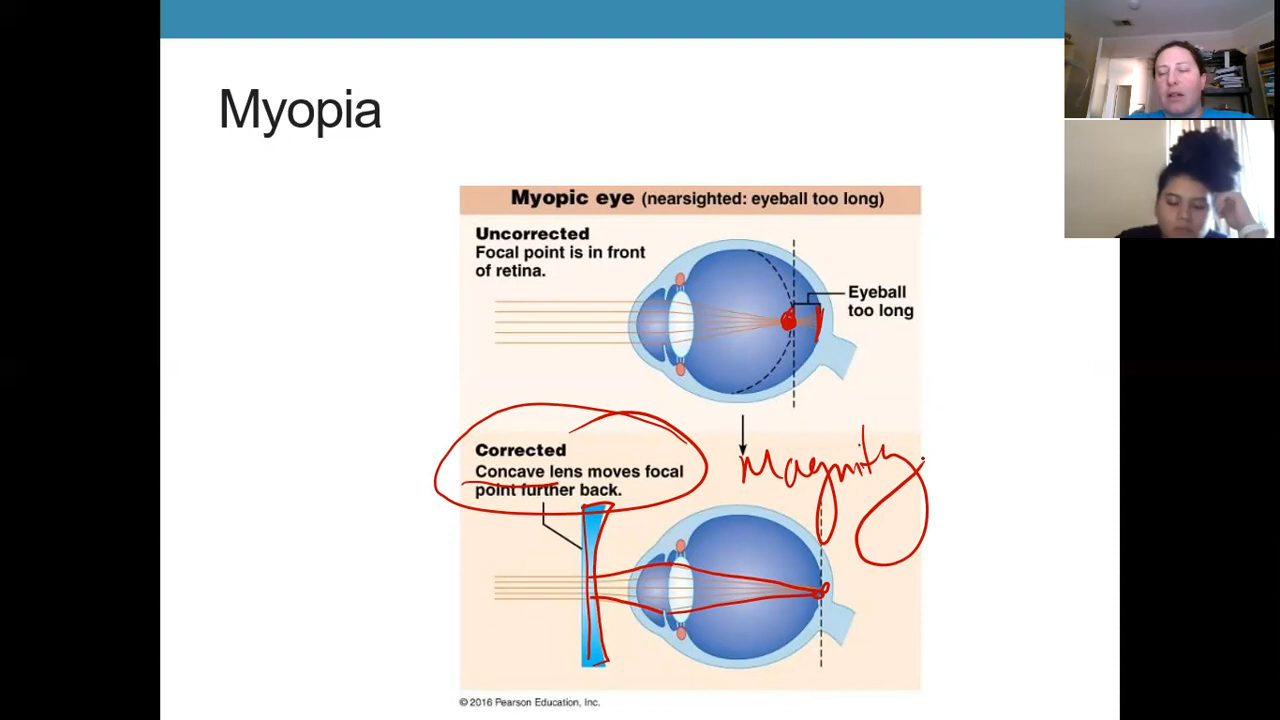 Myopia
Myopic eye (nearsighted: eyeball too long)
Uncorrected
Focal point is in front
of retina.
Eyeball
too long
Corrected
Concave lens moves focal
point further back.
Magnify
© 2016 Pearson Education, Inc.